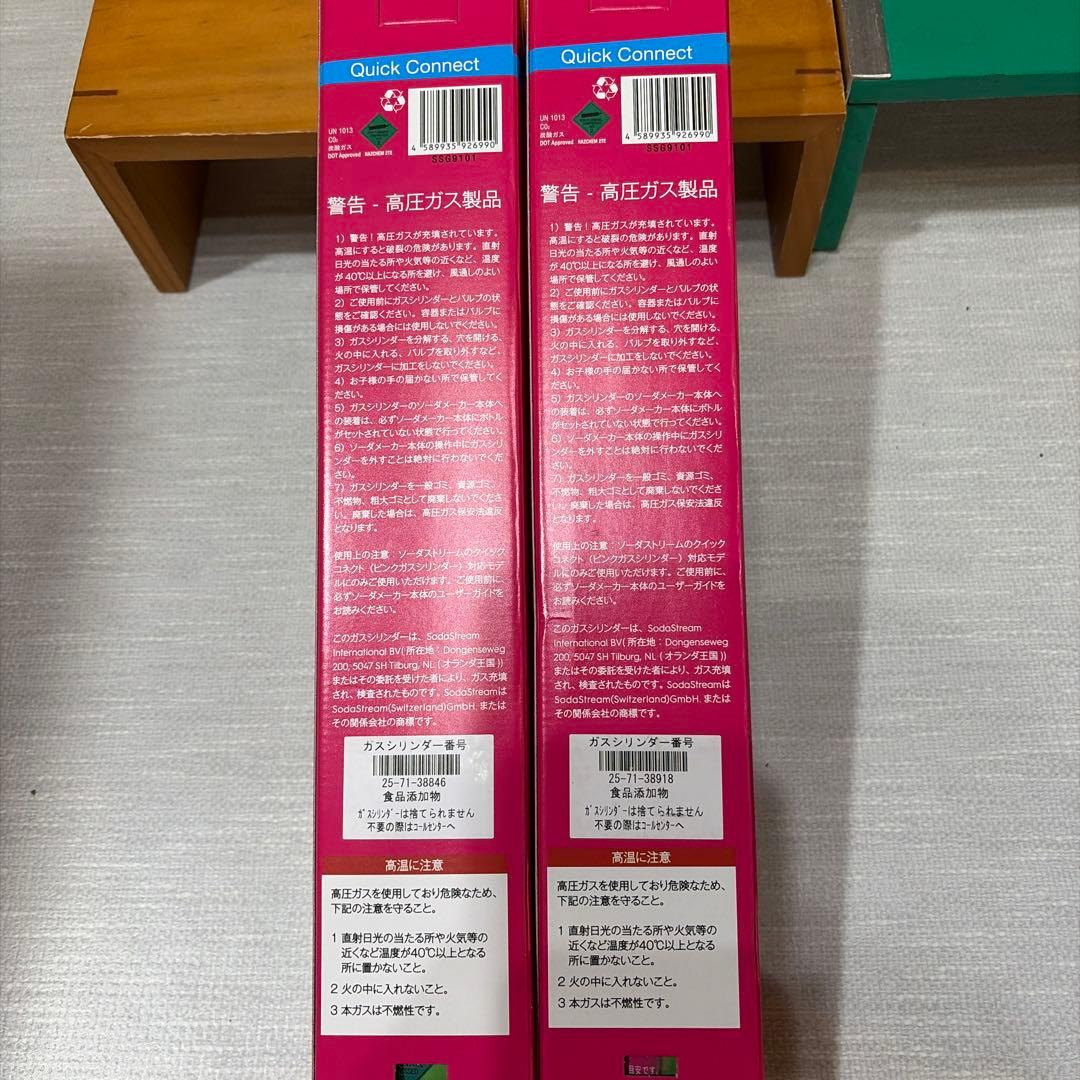 Quick Connect
UN 1013
CO₂
炭酸ガス
DOT Approved
HAZCHEM 2TE
4 589935 926990
SSG9101
警告 - 高圧ガス製品
1）警告！高圧ガスが充填されています。
高温にすると破裂の危険があります。直射
日光の当たる所や火気等の近くなど、温度
が40℃以上になる所を避け、風通しのよい
場所で保管してください。
2）ご使用前にガスシリンダーとバルブの状
態をご確認ください。容器またはバルブに
損傷がある場合には使用しないでください。
3）ガスシリンダーを分解する、穴を開ける、
火の中に入れる、バルブを取り外すなど、
ガスシリンダーに加工をしないでください。
4）お子様の手の届かない所で保管してく
ださい。
5）ガスシリンダーのソーダメーカー本体へ
の装着は、必ずソーダメーカー本体にボトル
がセットされていない状態で行ってください。
6）ソーダメーカー本体の操作中にガスシリ
ンダーを外すことは絶対に行わないでくだ
さい。
7）ガスシリンダーを一般ゴミ、資源ゴミ、
不燃物、粗大ゴミとして廃棄しないでくださ
い。廃棄した場合は、高圧ガス保安法違反
となります。
使用上の注意：ソーダストリームのクイック
コネクト（ピンクガスシリンダー）対応モデ
ルにのみご使用いただけます。ご使用前に、
必ずソーダメーカー本体のユーザーガイドを
お読みください。
このガスシリンダーは、SodaStream
International BV(所在地：Dongenseweg
200, 5047 SH Tilburg, NL (オランダ王国))
またはその委託を受けた者により、ガス充填
され、検査されたものです。SodaStreamは
SodaStream(Switzerland)GmbH. または
その関係会社の商標です。
ガスシリンダー番号
25-71-38846
食品添加物
ｶﾞｽｼﾘﾝﾀﾞｰは捨てられません
不要の際はｺｰﾙｾﾝﾀｰへ
高温に注意
高圧ガスを使用しており危険なため、
下記の注意を守ること。
1 直射日光の当たる所や火気等の
近くなど温度が40℃以上となる
所に置かないこと。
2 火の中に入れないこと。
3 本ガスは不燃性です。
Quick Connect
UN 1013
CO₂
炭酸ガス
DOT Approved
HAZCHEM 2TE
4 589935 926990
SSG9101
警告 - 高圧ガス製品
1）警告！高圧ガスが充填されています。
高温にすると破裂の危険があります。直射
日光の当たる所や火気等の近くなど、温度
が40℃以上になる所を避け、風通しのよい
場所で保管してください。
2）ご使用前にガスシリンダーとバルブの状
態をご確認ください。容器またはバルブに
損傷がある場合には使用しないでください。
3）ガスシリンダーを分解する、穴を開ける、
火の中に入れる、バルブを取り外すなど、
ガスシリンダーに加工をしないでください。
4）お子様の手の届かない所で保管してく
ださい。
5）ガスシリンダーのソーダメーカー本体へ
の装着は、必ずソーダメーカー本体にボトル
がセットされていない状態で行ってください。
6）ソーダメーカー本体の操作中にガスシリ
ンダーを外すことは絶対に行わないでくだ
さい。
7）ガスシリンダーを一般ゴミ、資源ゴミ、
不燃物、粗大ゴミとして廃棄しないでくださ
い。廃棄した場合は、高圧ガス保安法違反
となります。
使用上の注意：ソーダストリームのクイック
コネクト（ピンクガスシリンダー）対応モデ
ルにのみご使用いただけます。ご使用前に、
必ずソーダメーカー本体のユーザーガイドを
お読みください。
このガスシリンダーは、SodaStream
International BV(所在地：Dongenseweg
200, 5047 SH Tilburg, NL (オランダ王国))
またはその委託を受けた者により、ガス充填
され、検査されたものです。SodaStreamは
SodaStream(Switzerland)GmbH. または
その関係会社の商標です。
ガスシリンダー番号
25-71-38918
食品添加物
ｶﾞｽｼﾘﾝﾀﾞｰは捨てられません
不要の際はｺｰﾙｾﾝﾀｰへ
高温に注意
高圧ガスを使用しており危険なため、
下記の注意を守ること。
1 直射日光の当たる所や火気等の
近くなど温度が40℃以上となる
所に置かないこと。
2 火の中に入れないこと。
3 本ガスは不燃性です。
目安です。